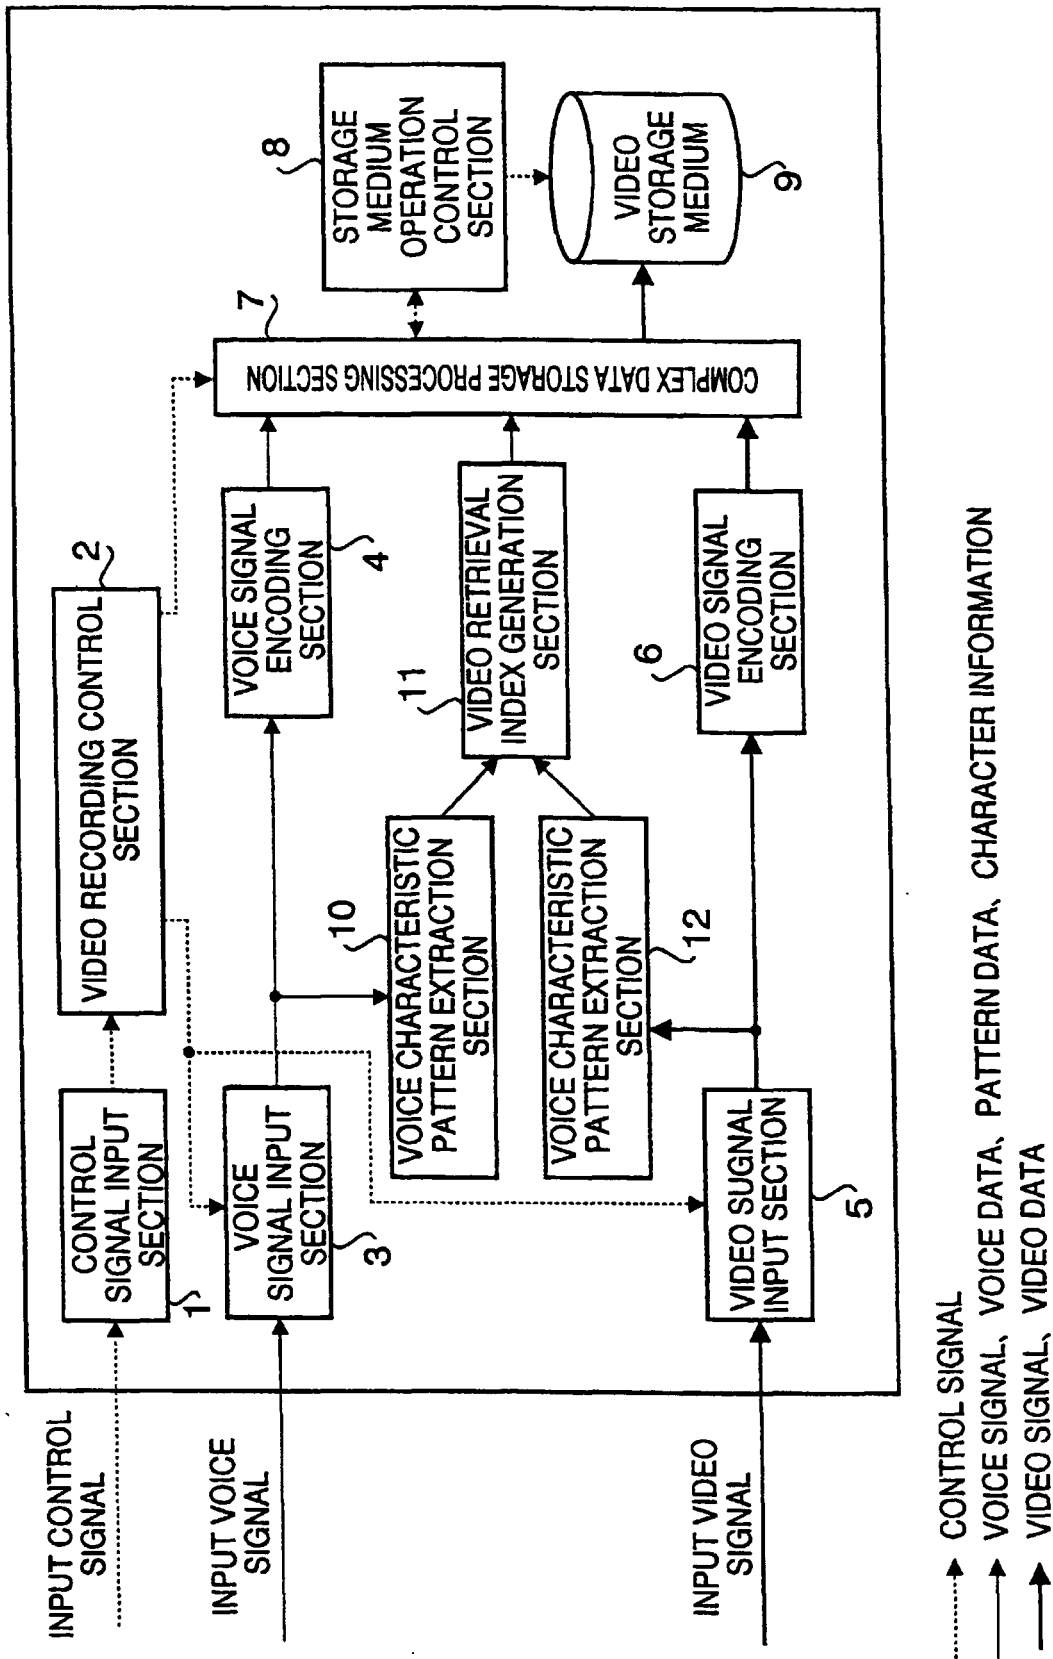 INPUT CONTROL
SIGNAL
INPUT VOICE
SIGNAL
INPUT VIDEO
SIGNAL
CONTROL
SIGNAL INPUT
SECTION
1
VIDEO RECORDING CONTROL
SECTION
2
VOICE
SIGNAL INPUT
SECTION
3
VOICE SIGNAL
ENCODING
SECTION
4
VOICE CHARACTERISTIC
PATTERN EXTRACTION
SECTION
10
VOICE CHARACTERISTIC
PATTERN EXTRACTION
SECTION
12
VIDEO RETRIEVAL
INDEX GENERATION
SECTION
11
VIDEO SUGNAL
INPUT SECTION
5
VIDEO SIGNAL
ENCODING
SECTION
6
COMPLEX DATA STORAGE PROCESSING SECTION
7
STORAGE
MEDIUM
OPERATION
CONTROL
SECTION
8
VIDEO
STORAGE
MEDIUM
9
CONTROL SIGNAL
VOICE SIGNAL、VOICE DATA、PATTERN DATA、CHARACTER INFORMATION
VIDEO SIGNAL、VIDEO DATA